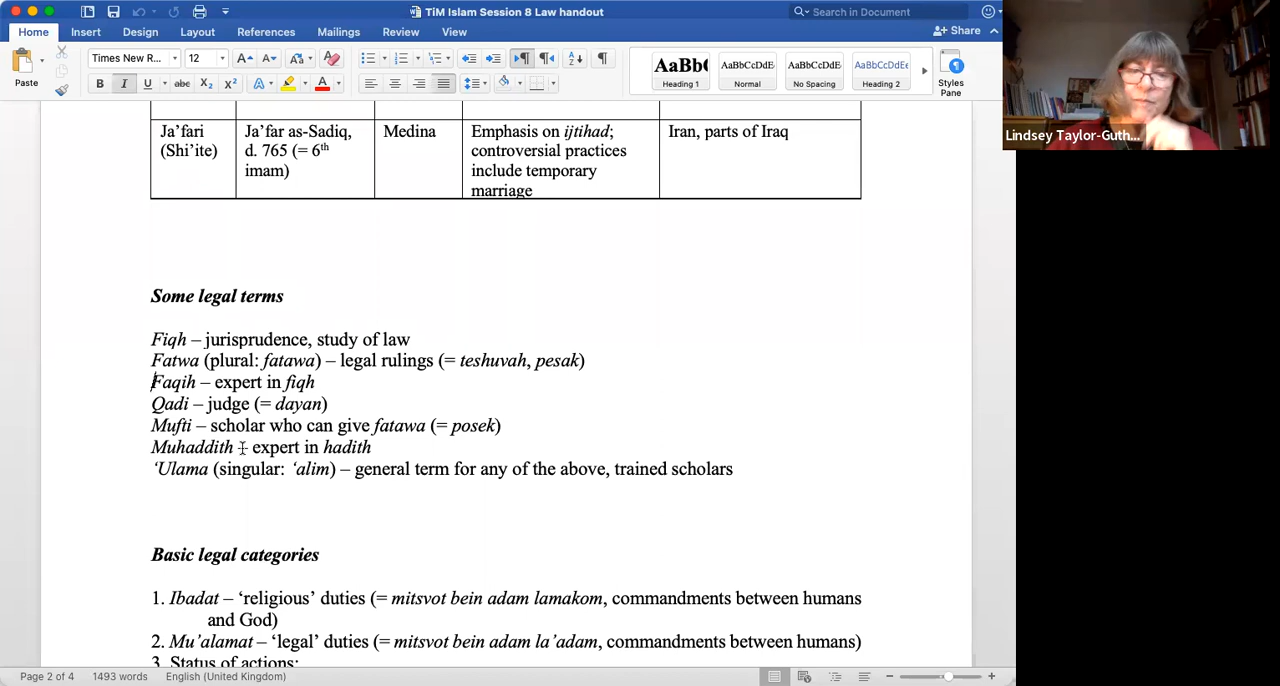 TiM Islam Session 8 Law handout
Search in Document
Home Insert Design Layout References Mailings Review View
Share
Paste
Times New R...
12
AaBbC
Heading 1
AaBbCcDdE
Normal
AaBbCcDdE
No Spacing
AaBbCcDdEe
Heading 2
Styles
Pane
Ja’fari
(Shi’ite)
Ja’far as-Sadiq,
d. 765 (= 6th
imam)
Medina
Emphasis on ijtihad;
controversial practices
include temporary
marriage
Iran, parts of Iraq
Some legal terms
Fiqh – jurisprudence, study of law
Fatwa (plural: fatawa) – legal rulings (= teshuvah, pesak)
Faqih – expert in fiqh
Qadi – judge (= dayan)
Mufti – scholar who can give fatawa (= posek)
Muhaddith – expert in hadith
‘Ulama (singular: ‘alim) – general term for any of the above, trained scholars
Basic legal categories
1. Ibadat – ‘religious’ duties (= mitsvot bein adam lamakom, commandments between humans
and God)
2. Mu’alamat – ‘legal’ duties (= mitsvot bein adam la’adam, commandments between humans)
3. Status of actions:
Page 2 of 4 1493 words English (United Kingdom)
Lindsey Taylor-Guth...